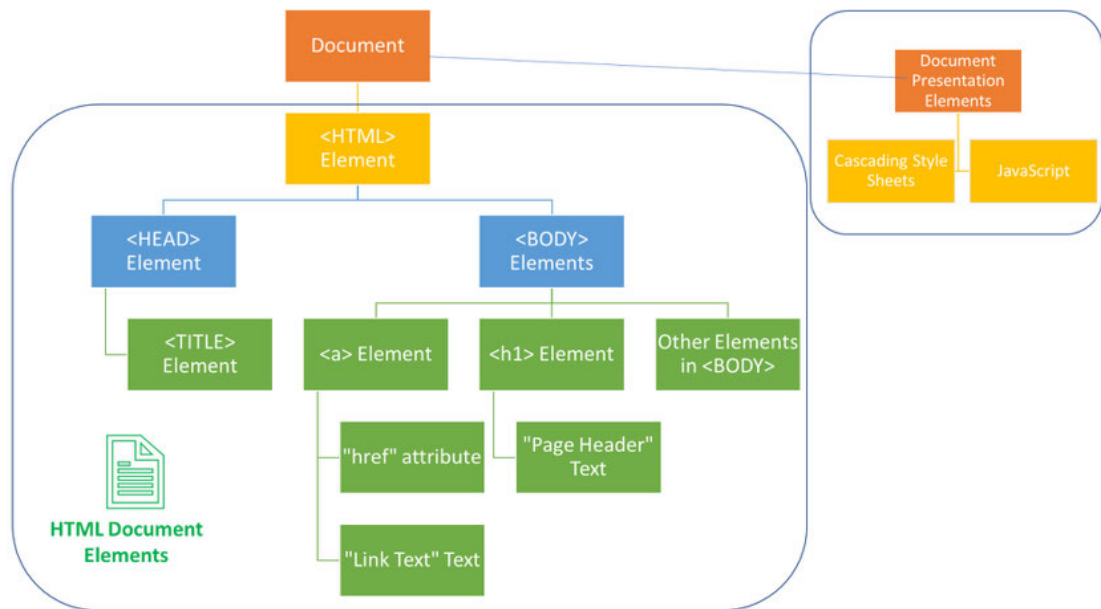 Document
Document
Presentation
Elements
<HTML>
Element
Cascading Style
Sheets
JavaScript
<HEAD>
Element
<BODY>
Elements
<TITLE>
Element
<a> Element
<h1> Element
Other Elements
in <BODY>
"href" attribute
"Page Header"
Text
HTML Document
Elements
"Link Text" Text